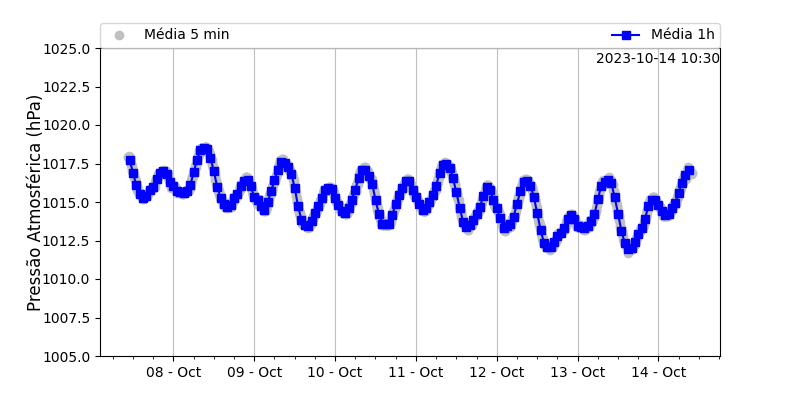 Média 5 min
Média 1h
2023-10-14 10:30
Pressão Atmosférica (hPa)
1025.0
1022.5
1020.0
1017.5
1015.0
1012.5
1010.0
1007.5
1005.0
08 - Oct
09 - Oct
10 - Oct
11 - Oct
12 - Oct
13 - Oct
14 - Oct